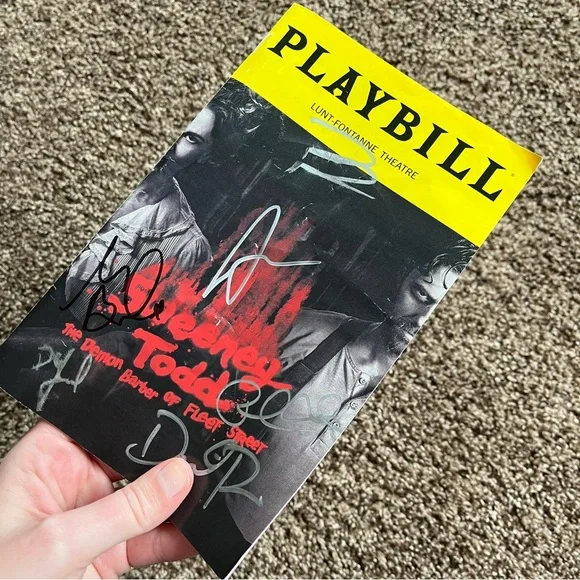 PLAYBILL
LUNT-FONTANNE THEATRE
Sweeney
Todd
The Demon Barber of Fleet Street